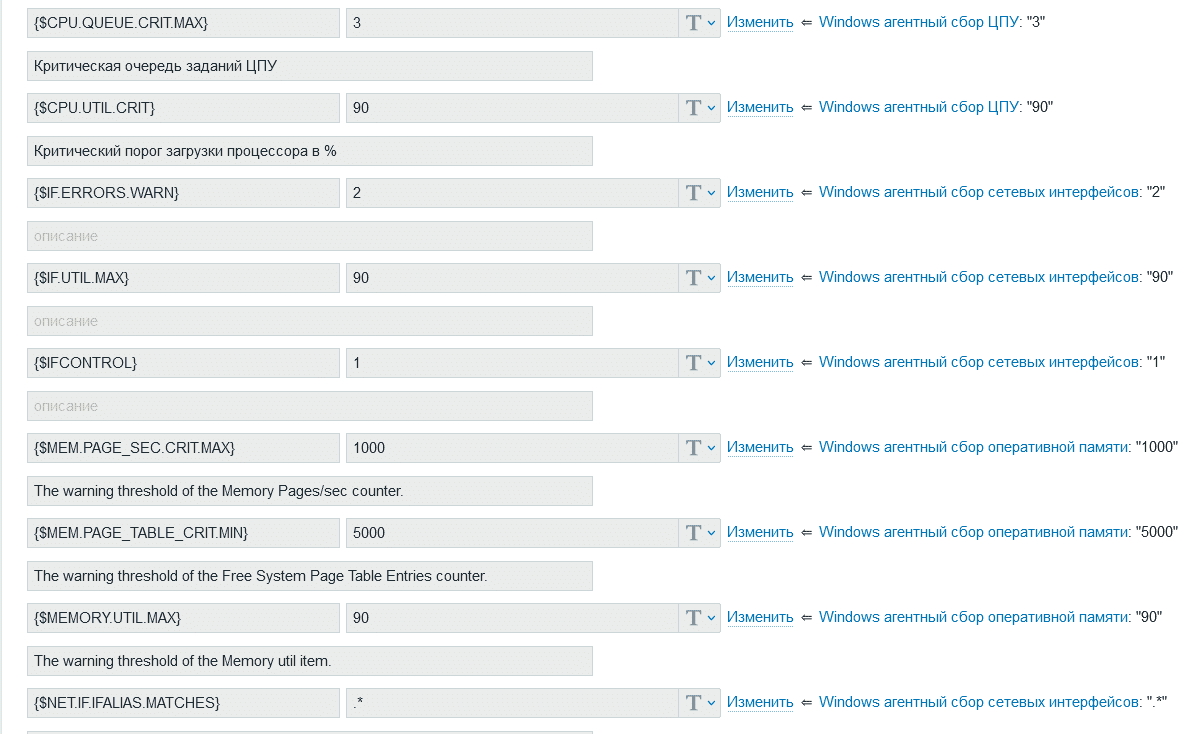 {$CPU.QUEUE.CRIT.MAX} 3 T Изменить ⇐ Windows агентный сбор ЦПУ: "3"
Критическая очередь заданий ЦПУ
{$CPU.UTIL.CRIT} 90 T Изменить ⇐ Windows агентный сбор ЦПУ: "90"
Критический порог загрузки процессора в %
{$IF.ERRORS.WARN} 2 T Изменить ⇐ Windows агентный сбор сетевых интерфейсов: "2"
описание
{$IF.UTIL.MAX} 90 T Изменить ⇐ Windows агентный сбор сетевых интерфейсов: "90"
описание
{$IFCONTROL} 1 T Изменить ⇐ Windows агентный сбор сетевых интерфейсов: "1"
описание
{$MEM.PAGE_SEC.CRIT.MAX} 1000 T Изменить ⇐ Windows агентный сбор оперативной памяти: "1000"
The warning threshold of the Memory Pages/sec counter.
{$MEM.PAGE_TABLE_CRIT.MIN} 5000 T Изменить ⇐ Windows агентный сбор оперативной памяти: "5000"
The warning threshold of the Free System Page Table Entries counter.
{$MEMORY.UTIL.MAX} 90 T Изменить ⇐ Windows агентный сбор оперативной памяти: "90"
The warning threshold of the Memory util item.
{$NET.IF.IFALIAS.MATCHES} .* T Изменить ⇐ Windows агентный сбор сетевых интерфейсов: ".*"